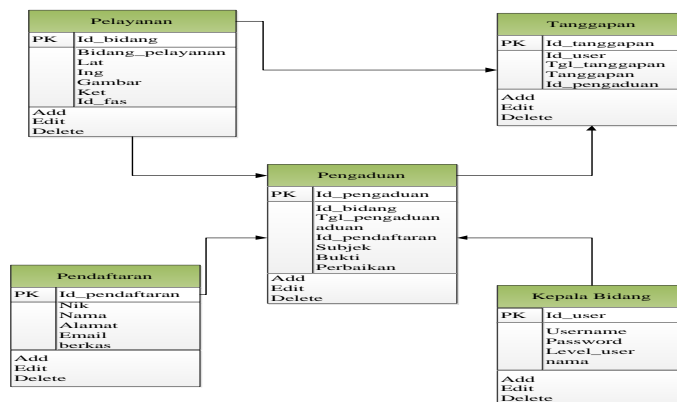 Pelayanan
PK Id_bidang
Bidang_pelayanan
Lat
Ing
Gambar
Ket
Id_fas
Add
Edit
Delete
Tanggapan
PK Id_tanggapan
Id_user
Tgl_tanggapan
Tanggapan
Id_pengaduan
Add
Edit
Delete
Pengaduan
PK Id_pengaduan
Id_bidang
Tgl_pengaduan
aduan
Id_pendaftaran
Subjek
Bukti
Perbaikan
Add
Edit
Delete
Pendaftaran
PK Id_pendaftaran
Nik
Nama
Alamat
Email
berkas
Add
Edit
Delete
Kepala Bidang
PK Id_user
Username
Password
Level_user
nama
Add
Edit
Delete